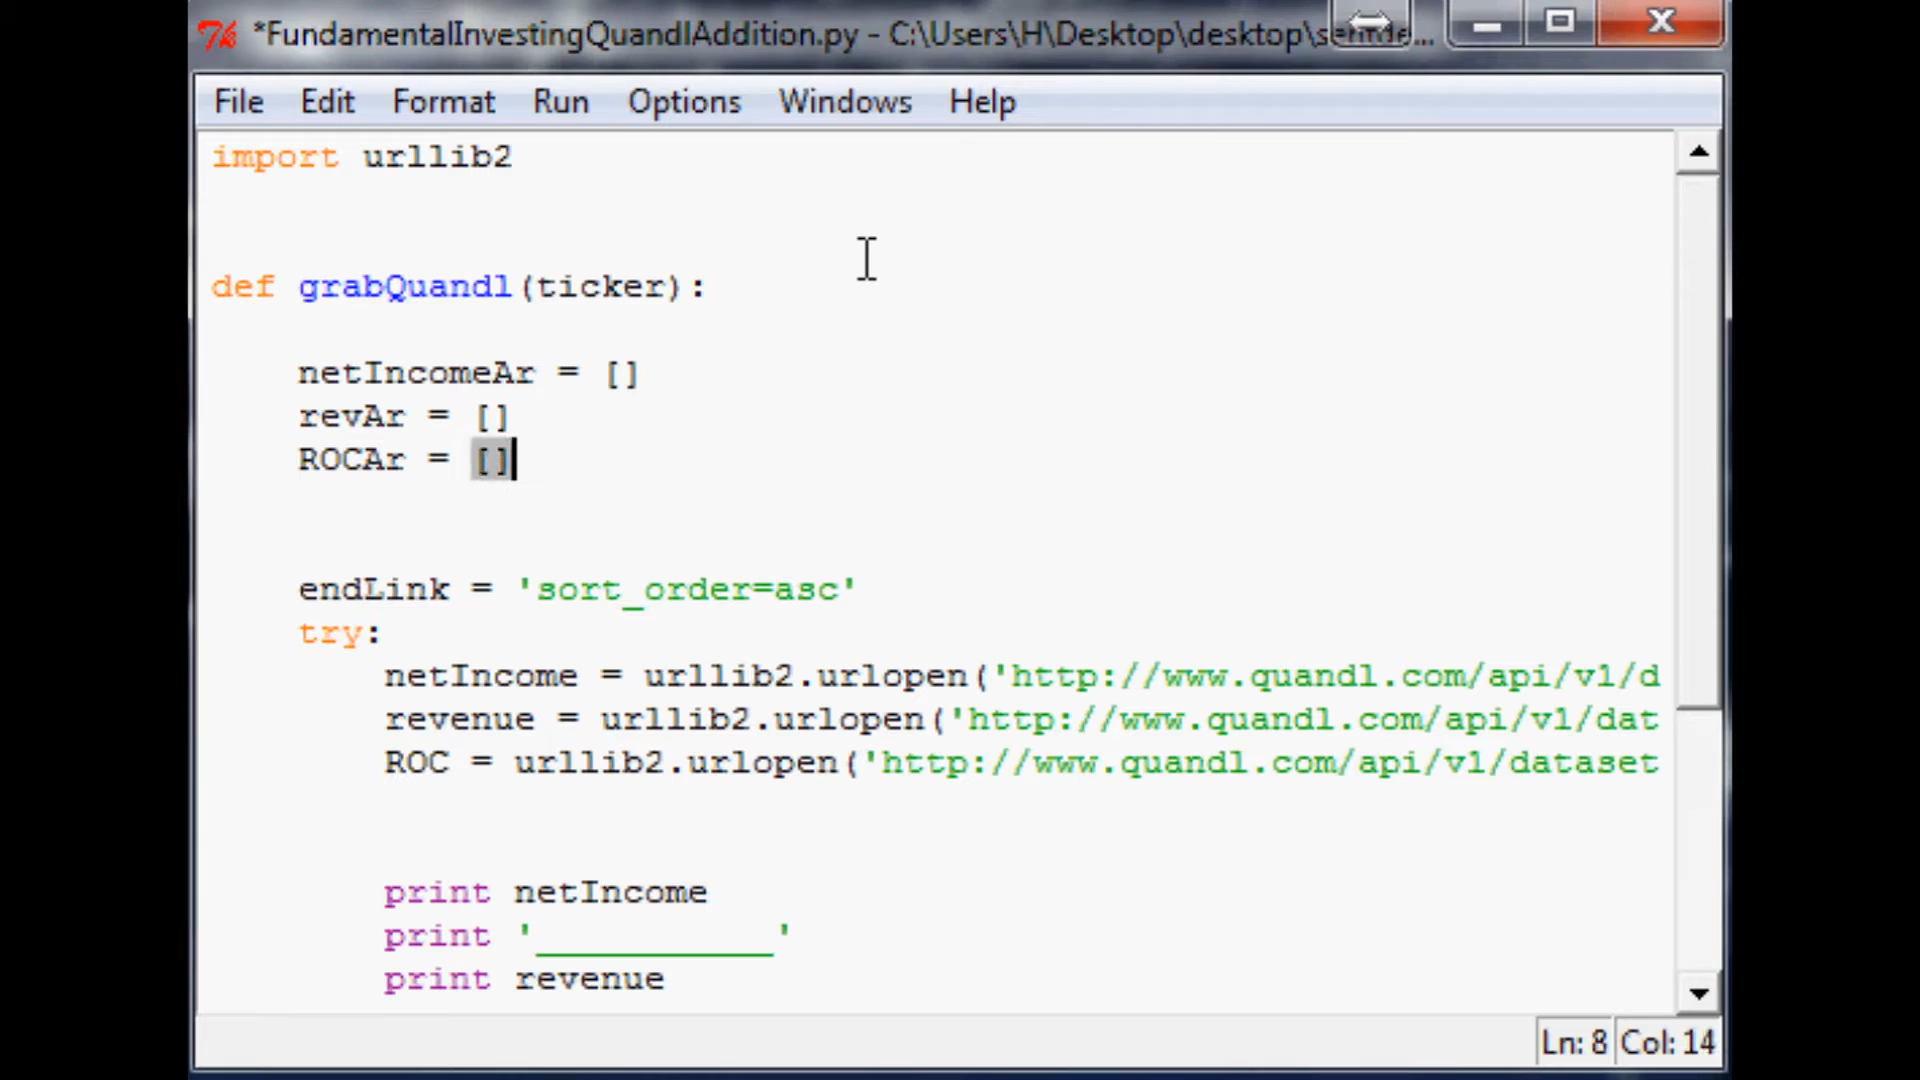 *FundamentalInvestingQuandlAddition.py - C:\Users\H\Desktop\desktop\sentde...
File Edit Format Run Options Windows Help
import urllib2
def grabQuandl(ticker):
netIncomeAr = []
revAr = []
ROCAr = []
endLink = 'sort_order=asc'
try:
netIncome = urllib2.urlopen('http://www.quandl.com/api/v1/d
revenue = urllib2.urlopen('http://www.quandl.com/api/v1/dat
ROC = urllib2.urlopen('http://www.quandl.com/api/v1/dataset
print netIncome
print '___________'
print revenue
Ln: 8 Col: 14